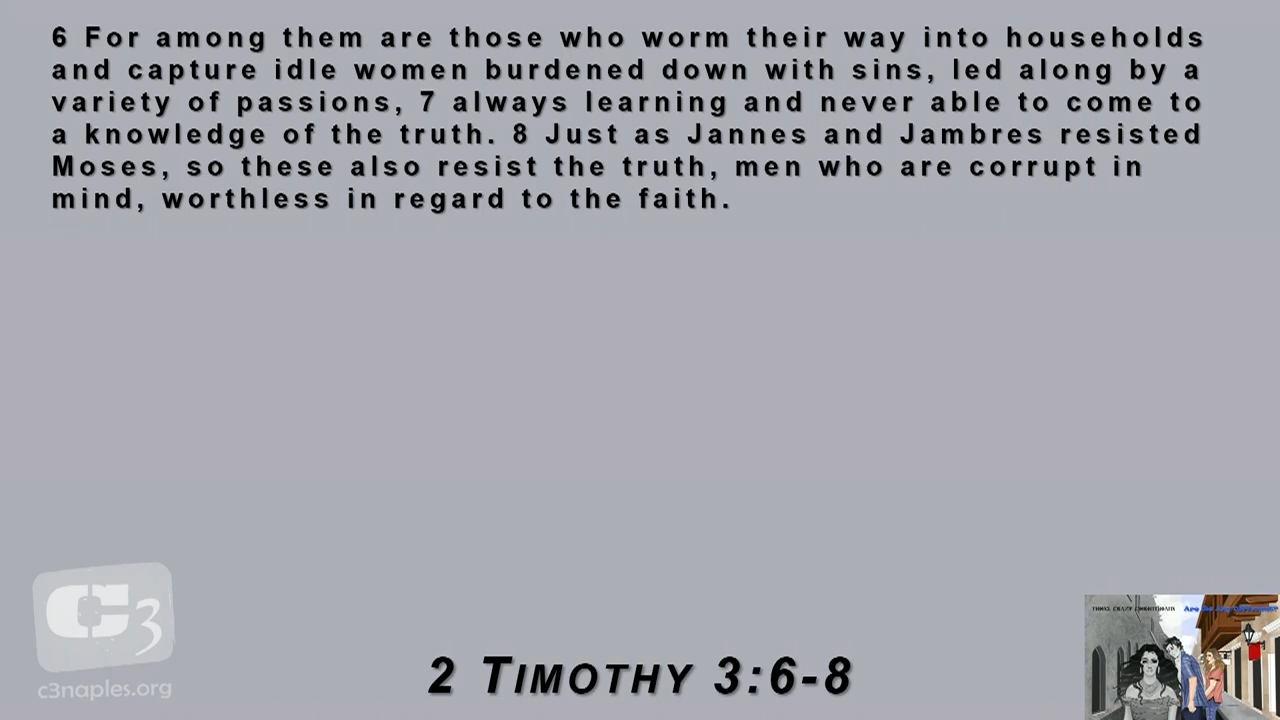 6 For among them are those who worm their way into households
and capture idle women burdened down with sins, led along by a
variety of passions, 7 always learning and never able to come to
a knowledge of the truth. 8 Just as Jannes and Jambres resisted
Moses, so these also resist the truth, men who are corrupt in
mind, worthless in regard to the faith.
C3
c3naples.org
2 TIMOTHY 3:6-8